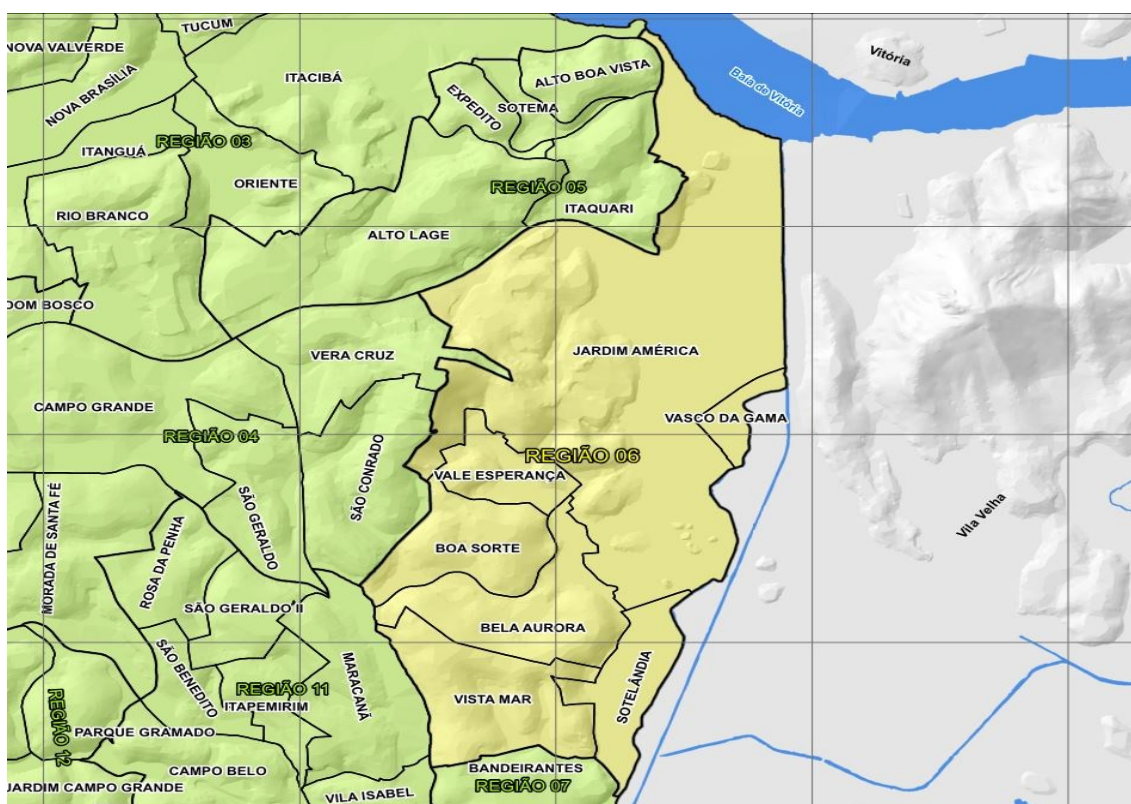 TUCUM
NOVA VALVERDE
ITACIBÁ
ALTO BOA VISTA
Vitória
Baía de Vitória
NOVA BRASÍLIA
EXPEDITO
SOTEMA
REGIÃO 03
ITANGUÁ
ORIENTE
REGIÃO 05
RIO BRANCO
ITAQUARI
ALTO LAGE
DOM BOSCO
VERA CRUZ
JARDIM AMÉRICA
CAMPO GRANDE
VASCO DA GAMA
REGIÃO 04
REGIÃO 06
SÃO CONRADO
VALE ESPERANÇA
MORADA DE SANTA FÉ
SÃO GERALDO
Vila Velha
ROSA DA PENHA
BOA SORTE
SÃO GERALDO II
BELA AURORA
SÃO BENEDITO
MARACANÃ
SOTELÂNDIA
REGIÃO 11
ITAPEMIRIM
VISTA MAR
REGIÃO 12
PARQUE GRAMADO
CAMPO BELO
BANDEIRANTES
REGIÃO 07
JARDIM CAMPO GRANDE
VILA ISABEL